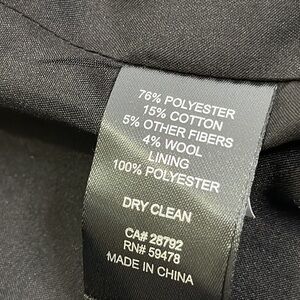 76% POLYESTER
15% COTTON
5% OTHER FIBERS
4% WOOL
LINING
100% POLYESTER
DRY CLEAN
CA# 28792
RN# 59478
MADE IN CHINA